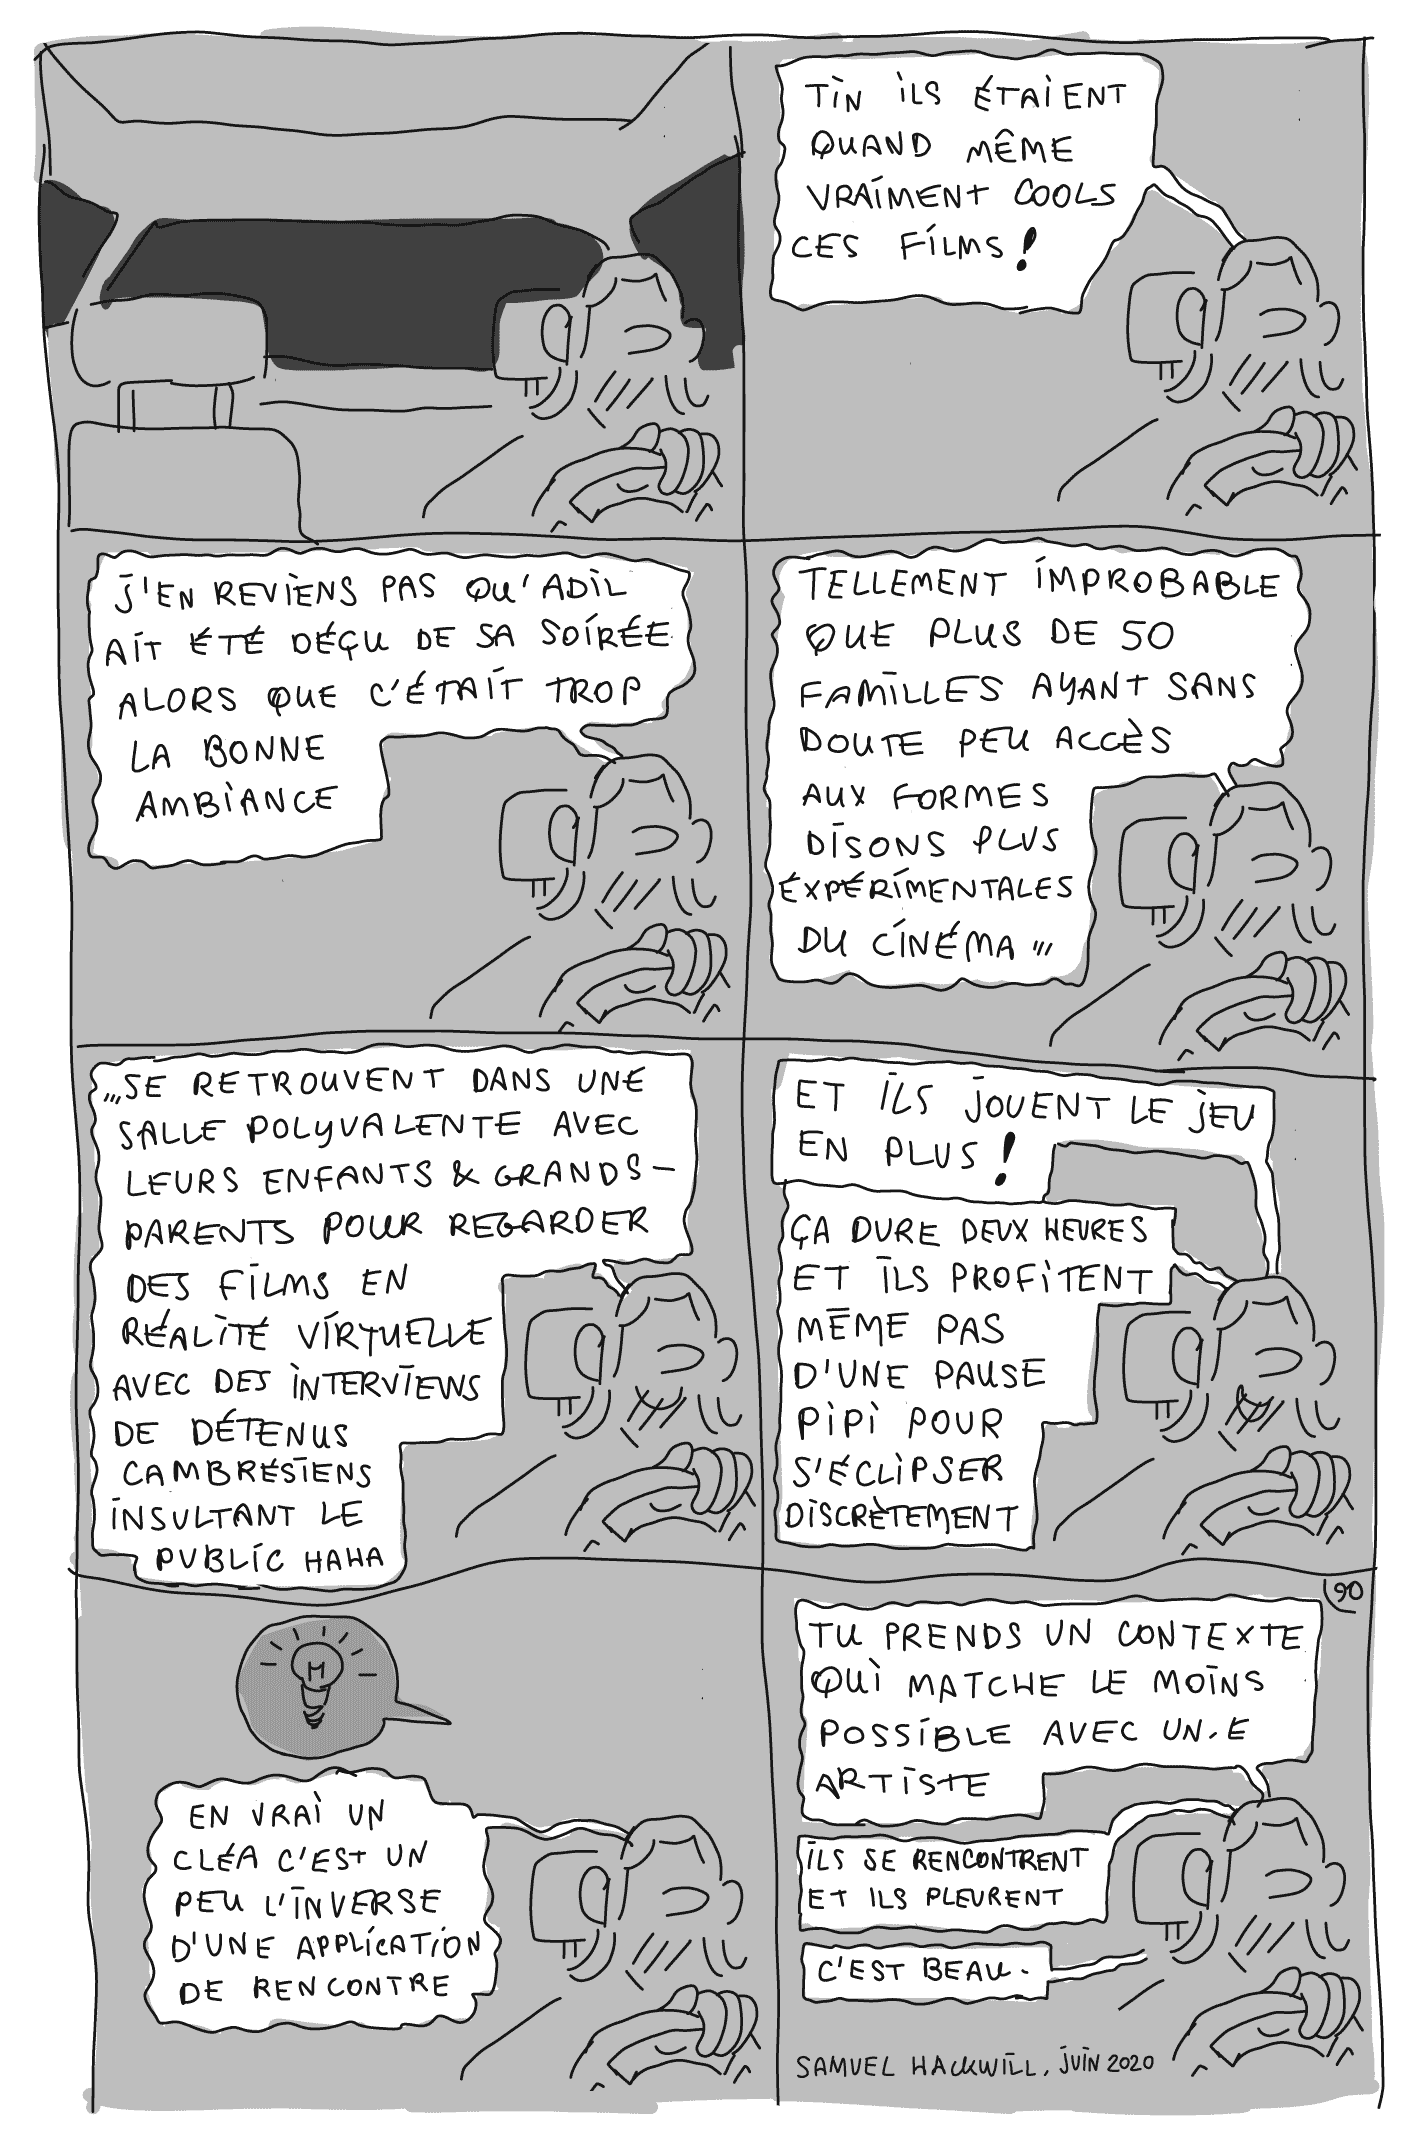 TIN ILS ÉTAIENT
QUAND MÊME
VRAIMENT COOLS
CES FILMS!
J'EN REVIENS PAS QU'ADIL
AIT ÉTÉ DÉÇU DE SA SOIRÉE
ALORS QUE C'ÉTAIT TROP
LA BONNE
AMBIANCE
TELLEMENT IMPROBABLE
QUE PLUS DE 50
FAMILLES AYANT SANS
DOUTE PEU ACCÈS
AUX FORMES
DISONS PLUS
ÉXPÉRIMENTALES
DU CINÉMA ...
...SE RETROUVENT DANS UNE
SALLE POLYVALENTE AVEC
LEURS ENFANTS & GRANDS-
PARENTS POUR REGARDER
DES FILMS EN
RÉALITÉ VIRTUELLE
AVEC DES INTERVIEWS
DE DÉTENUS
CAMBRÉSIENS
INSULTANT LE
PUBLIC HAHA
ET ILS JOUENT LE JEU
EN PLUS!
ÇA DURE DEUX HEURES
ET ILS PROFITENT
MÊME PAS
D'UNE PAUSE
PIPI POUR
S'ÉCLIPSER
DISCRÈTEMENT
EN VRAI UN
CLÉA C'EST UN
PEU L'INVERSE
D'UNE APPLICATION
DE RENCONTRE
90
TU PRENDS UN CONTEXTE
QUI MATCHE LE MOINS
POSSIBLE AVEC UN.E
ARTISTE
ILS SE RENCONTRENT
ET ILS PLEURENT
C'EST BEAU.
SAMUEL HACKWILL, JUIN 2020